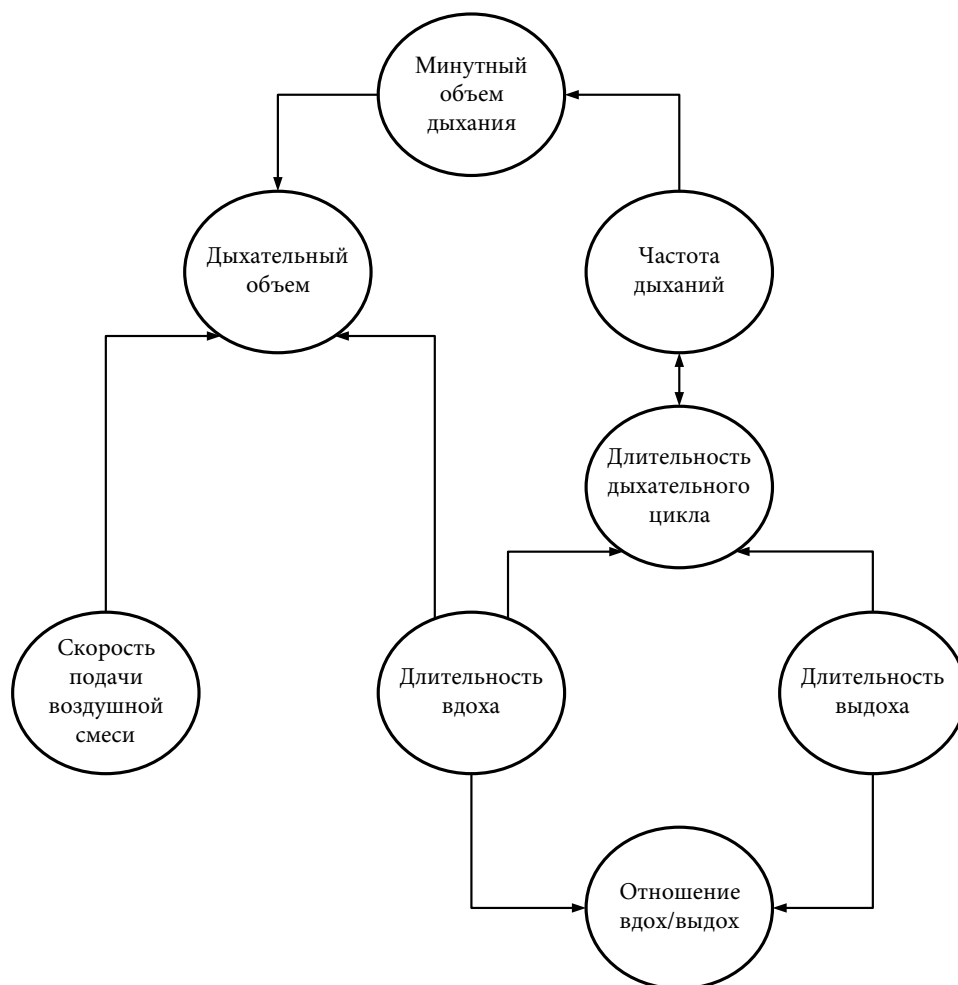 Минутный
объем
дыхания
Дыхательный
объем
Частота
дыханий
Длительность
дыхательного
цикла
Скорость
подачи
воздушной
смеси
Длительность
вдоха
Длительность
выдоха
Отношение
вдох/выдох